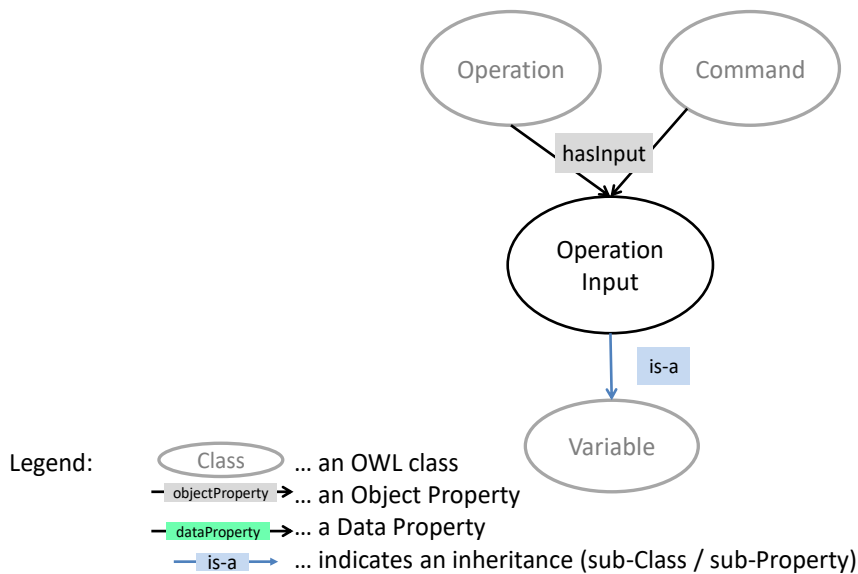 Operation
Command
hasInput
Operation
Input
is-a
Variable
Legend:
Class
... an OWL class
objectProperty
... an Object Property
dataProperty
... a Data Property
is-a
... indicates an inheritance (sub-Class / sub-Property)